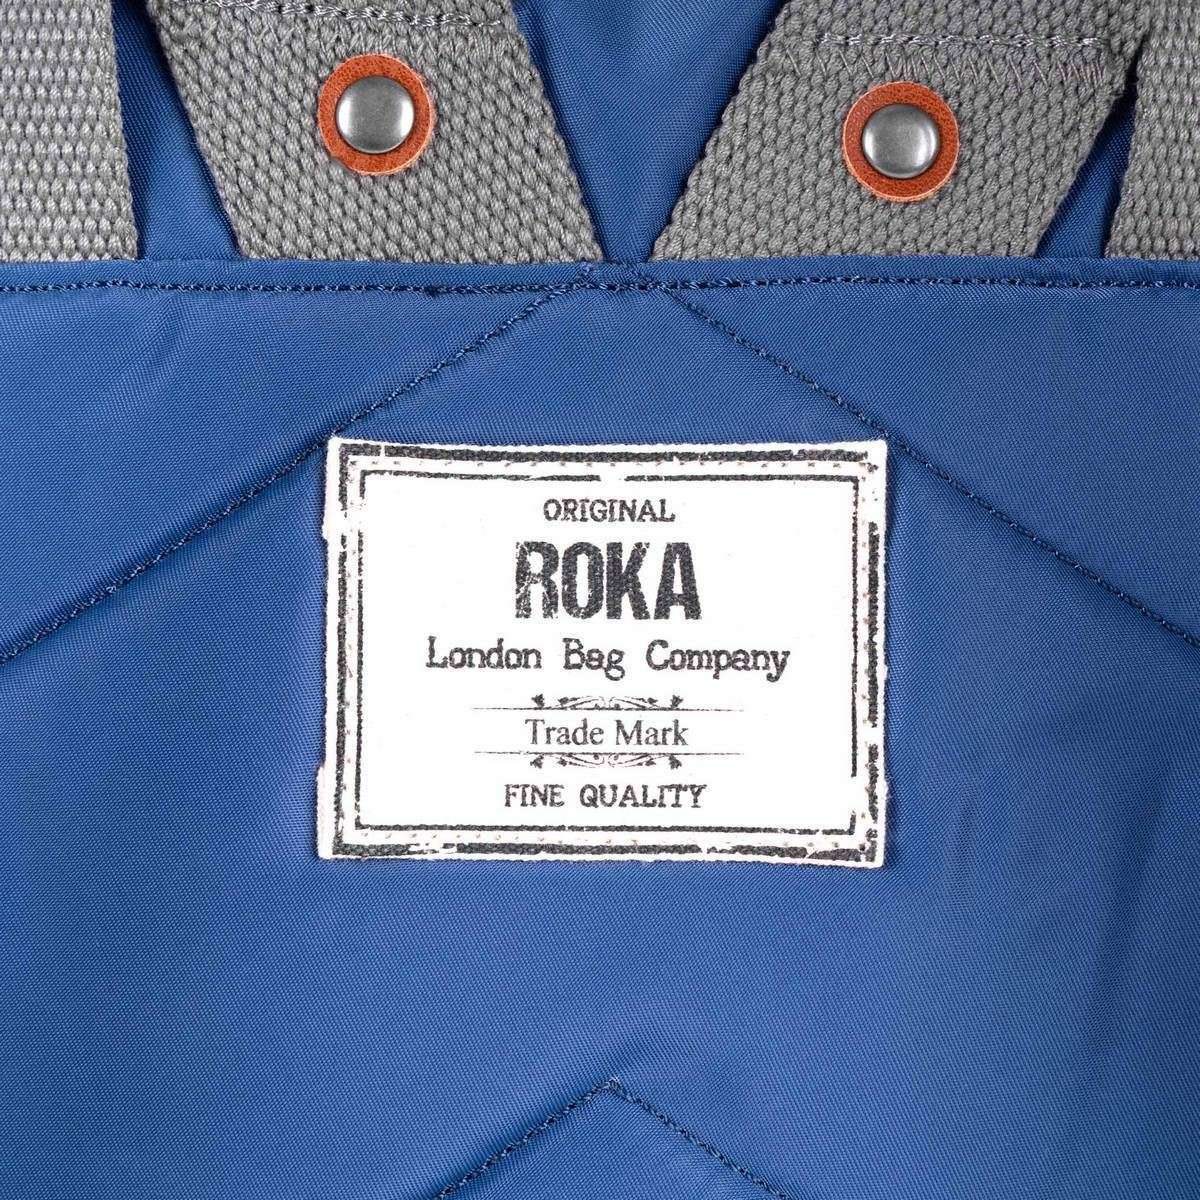 ORIGINAL
ROKA
London Bag Company
Trade Mark
FINE QUALITY